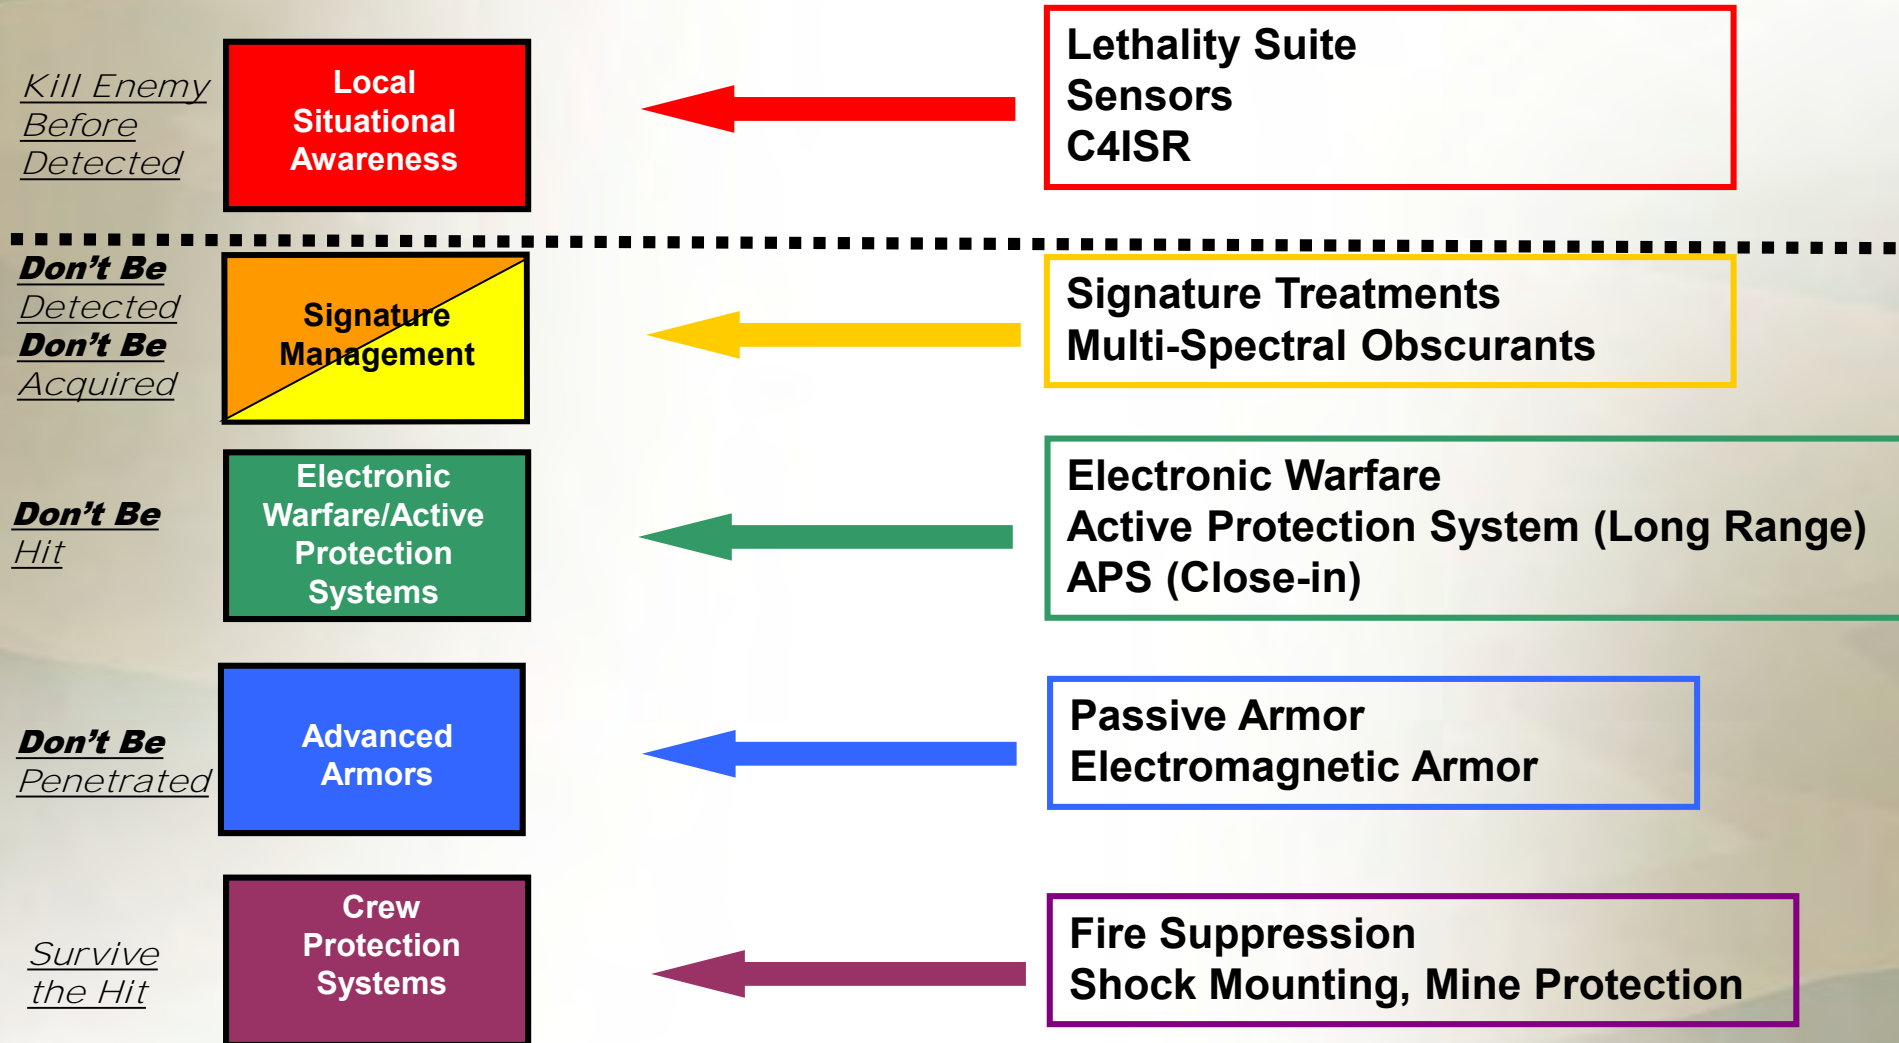 Kill Enemy
Before
Detected
Local
Situational
Awareness
Lethality Suite
Sensors
C4ISR
Don't Be
Detected
Don't Be
Acquired
Signature
Management
Signature Treatments
Multi-Spectral Obscurants
Don't Be
Hit
Electronic
Warfare/Active
Protection
Systems
Electronic Warfare
Active Protection System (Long Range)
APS (Close-in)
Don't Be
Penetrated
Advanced
Armors
Passive Armor
Electromagnetic Armor
Survive
the Hit
Crew
Protection
Systems
Fire Suppression
Shock Mounting, Mine Protection